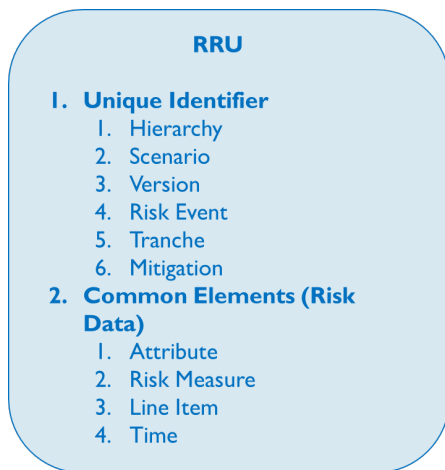 RRU
1. Unique Identifier
1. Hierarchy
2. Scenario
3. Version
4. Risk Event
5. Tranche
6. Mitigation
2. Common Elements (Risk
Data)
1. Attribute
2. Risk Measure
3. Line Item
4. Time